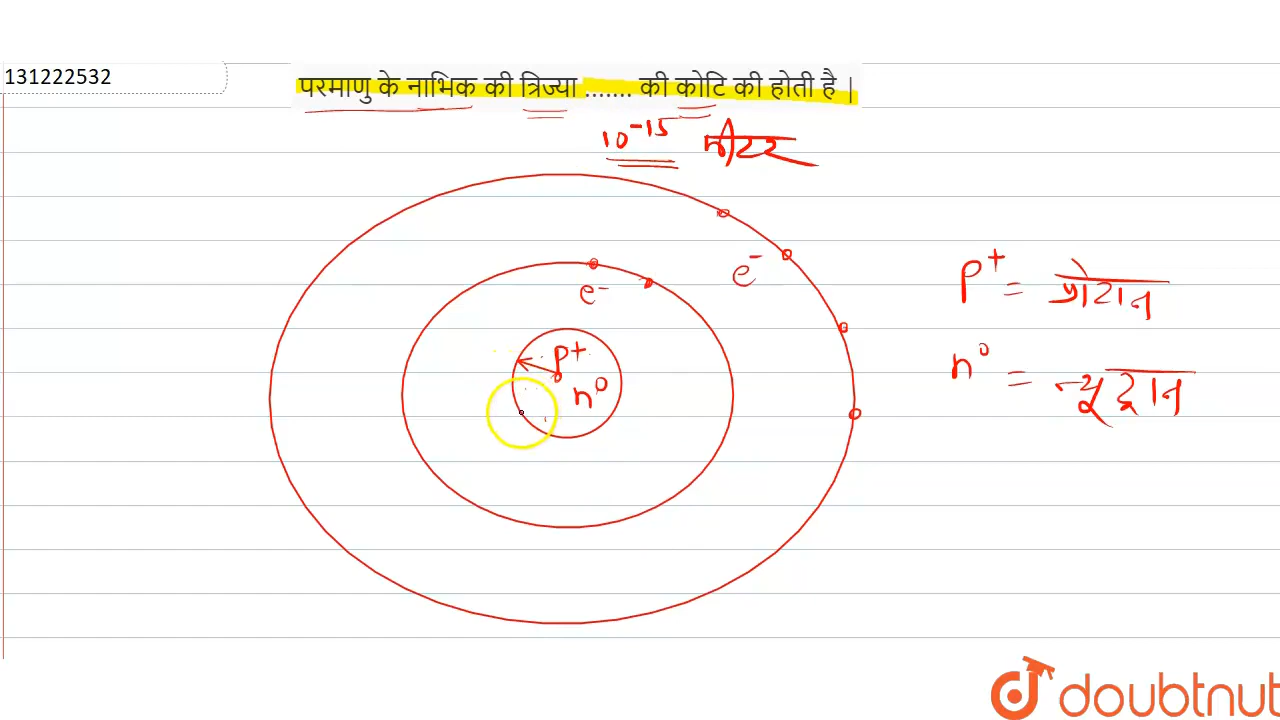 131222532
परमाणु के नाभिक की त्रिज्या ....... की कोटि की होती है |
10⁻¹⁵ मीटर
e⁻
e⁻
P⁺ = प्रोटान
P+
n⁰
n⁰ = न्यूट्रान
doubtnut